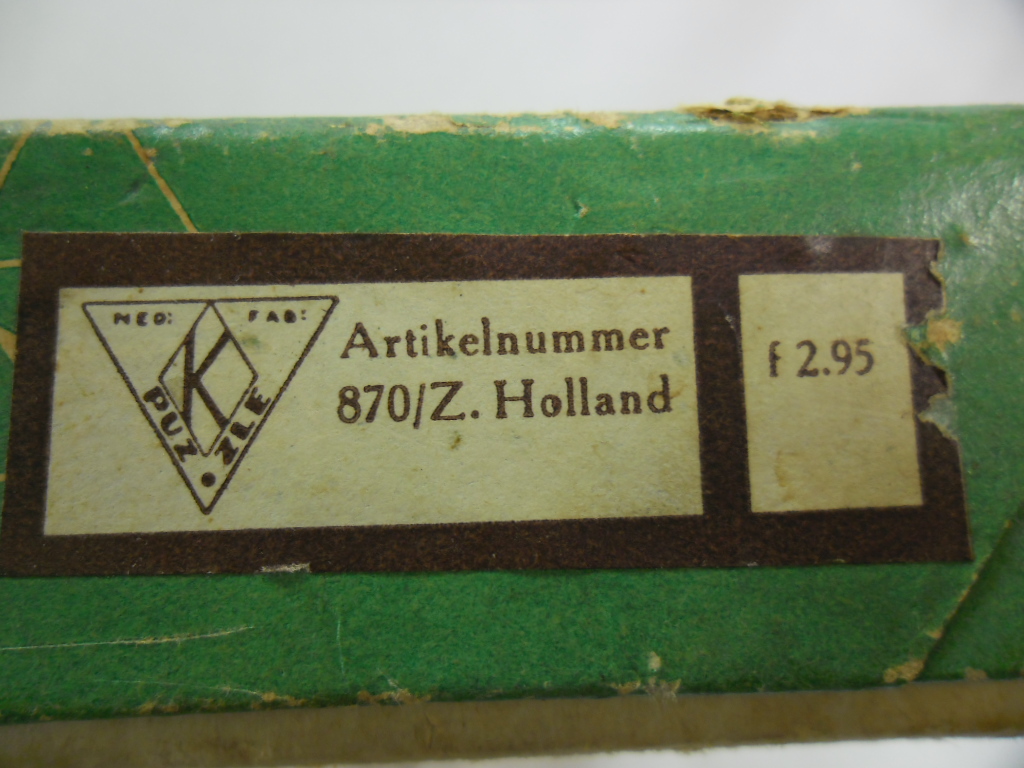 NED: FAB:
K
PUZ ZLE
Artikelnummer
870/Z. Holland
f 2.95